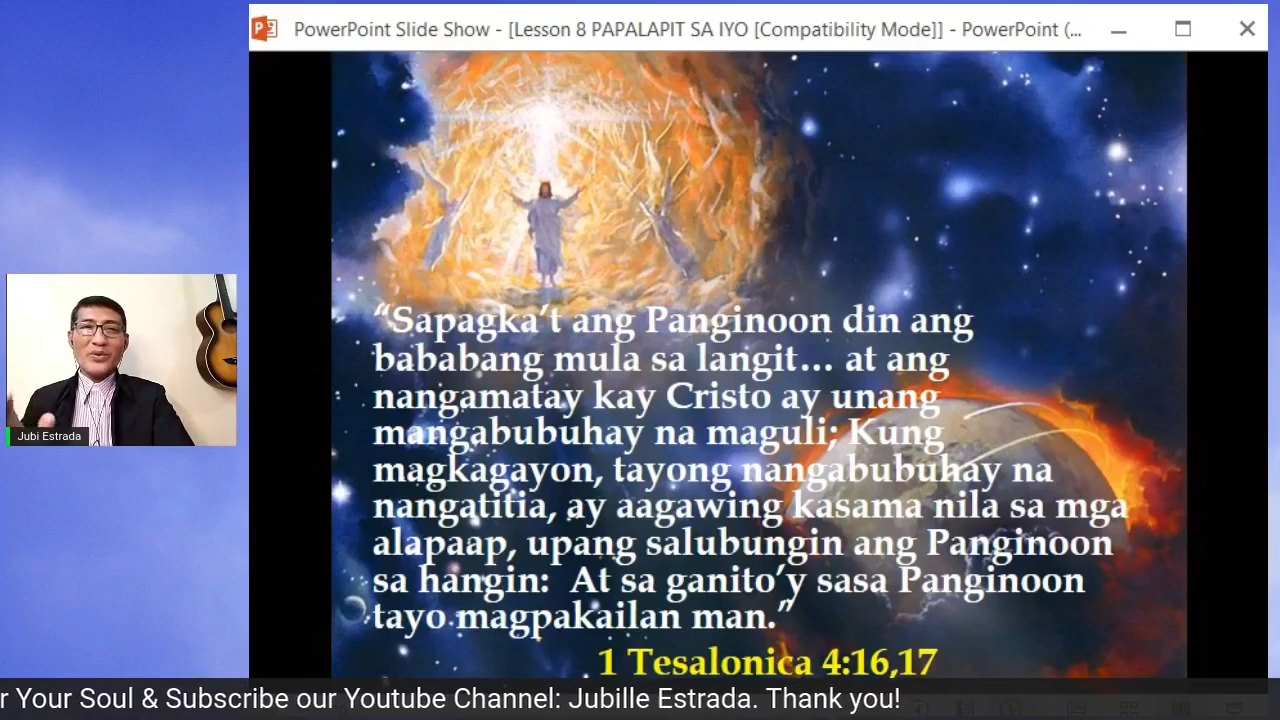 PowerPoint Slide Show - [Lesson 8 PAPALAPIT SA IYO [Compatibility Mode]] - PowerPoint (...
“Sapagka’t ang Panginoon din ang
bababang mula sa langit... at ang
nangamatay kay Cristo ay unang
mangabubuhay na maguli; Kung
magkagayon, tayong nangabubuhay na
nangatitia, ay aagawing kasama nila sa mga
alapaap, upang salubungin ang Panginoon
sa hangin: At sa ganito’y sasa Panginoon
tayo magpakailan man.”
1 Tesalonica 4:16,17
Jubi Estrada
r Your Soul & Subscribe our Youtube Channel: Jubille Estrada. Thank you!